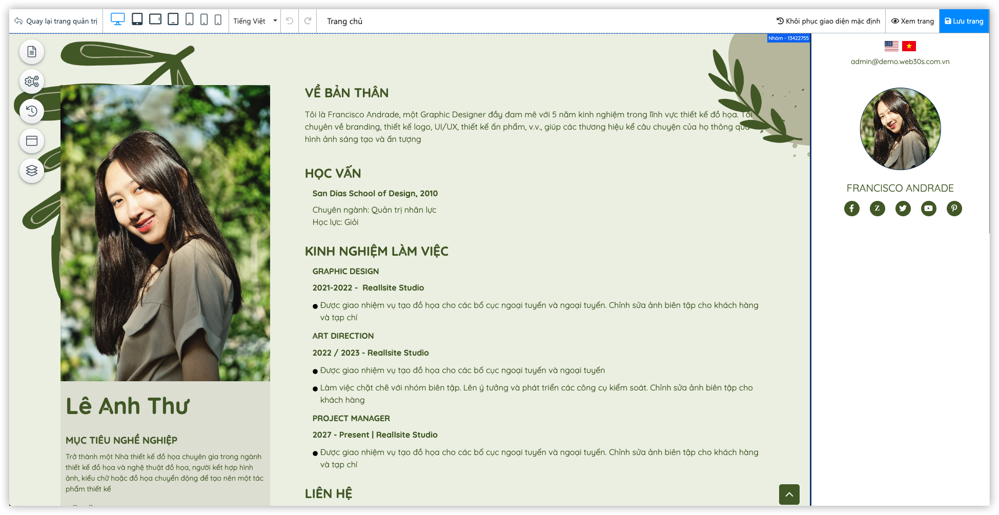 Quay lại trang quản trị
Tiếng Việt
Trang chủ
Khôi phục giao diện mặc định
Xem trang
Lưu trang
Nhóm - 13422755
admin@demo.web30s.com.vn
FRANCISCO ANDRADE
Z
VỀ BẢN THÂN
Tôi là Francisco Andrade, một Graphic Designer đầy đam mê với 5 năm kinh nghiệm trong lĩnh vực thiết kế đồ họa. Tôi
chuyên về branding, thiết kế logo, UI/UX, thiết kế ấn phẩm, v.v., giúp các thương hiệu kể câu chuyện của họ thông qua
hình ảnh sáng tạo và ấn tượng
HỌC VẤN
San Dias School of Design, 2010
Chuyên ngành: Quản trị nhân lực
Học lực: Giỏi
KINH NGHIỆM LÀM VIỆC
GRAPHIC DESIGN
2021-2022 -  Reallsite Studio
Được giao nhiệm vụ tạo đồ họa cho các bố cục ngoại tuyến và ngoại tuyến. Chỉnh sửa ảnh biên tập cho khách hàng
và tạp chí
ART DIRECTION
2022 / 2023 - Reallsite Studio
Được giao nhiệm vụ tạo đồ họa cho các bố cục ngoại tuyến và ngoại tuyến
Làm việc chặt chẽ với nhóm biên tập. Lên ý tưởng và phát triển các công cụ kiểm soát. Chỉnh sửa ảnh biên tập cho
khách hàng
PROJECT MANAGER
2027 - Present | Reallsite Studio
Được giao nhiệm vụ tạo đồ họa cho các bố cục ngoại tuyến và ngoại tuyến. Chỉnh sửa ảnh biên tập cho khách hàng
và tạp chí
LIÊN HỆ
Lê Anh Thư
MỤC TIÊU NGHỀ NGHIỆP
Trở thành một Nhà thiết kế đồ họa chuyên gia trong ngành
thiết kế đồ họa và nghệ thuật đồ họa, người kết hợp hình
ảnh, kiểu chữ hoặc đồ họa chuyển động để tạo nên một tác
phẩm thiết kế